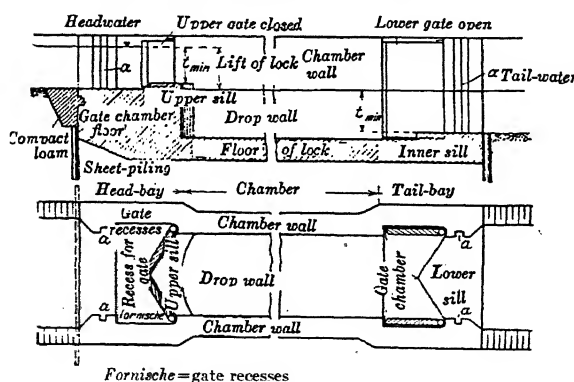 Headwater
Upper gate closed
Lower gate open
a
t min
Lift of lock
Chamber
wall
a Tail-water
Upper sill
t min
Gate chamber
floor
Drop wall
Compact
loam
Floor of lock
Inner sill
Sheet-piling
Head-bay
Chamber
Tail-bay
Gate
recesses
Chamber wall
a
a
Recess for
gate
Upper sill
Drop wall
Gate
chamber
Lower
sill
a
fornische
a
Chamber wall
Fornische=gate recesses